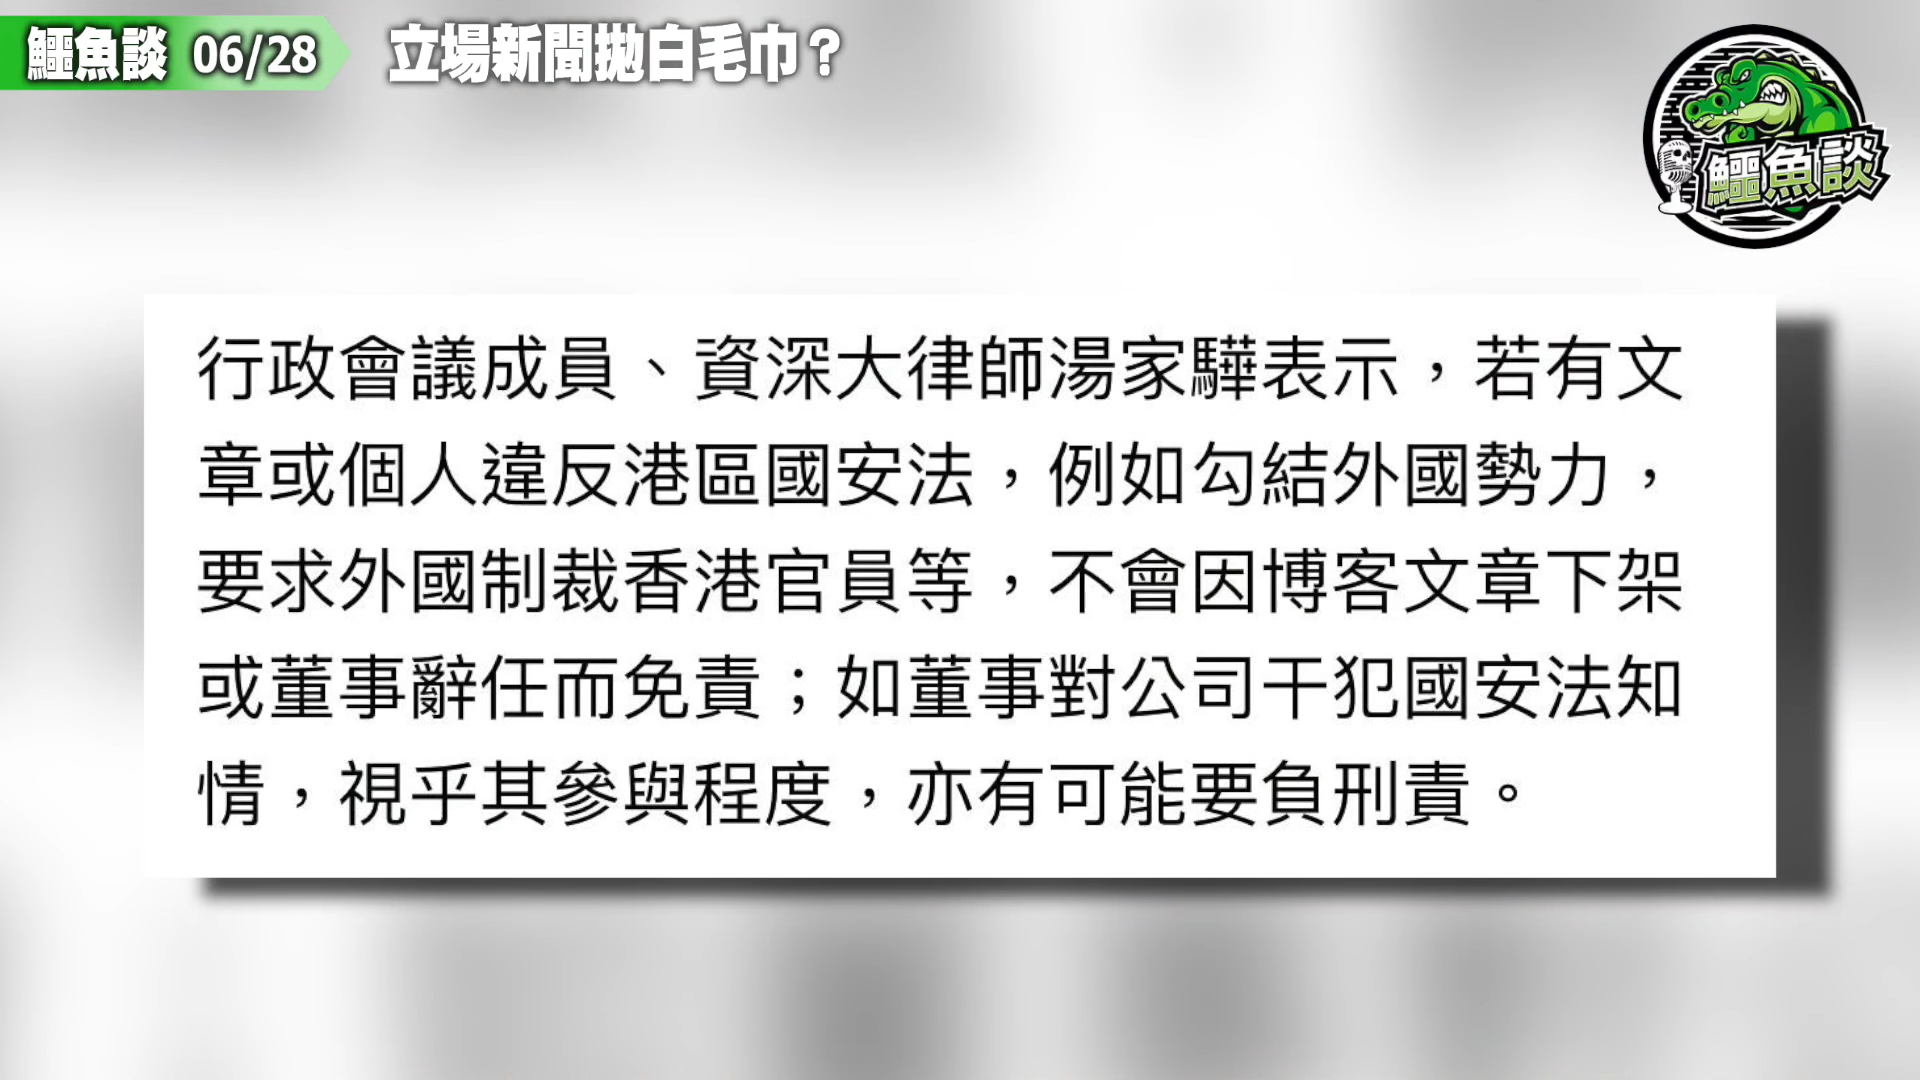 鱷魚談 06/28 立場新聞拋白毛巾？
鱷魚談
行政會議成員、資深大律師湯家驊表示，若有文
章或個人違反港區國安法，例如勾結外國勢力，
要求外國制裁香港官員等，不會因博客文章下架
或董事辭任而免責；如董事對公司干犯國安法知
情，視乎其參與程度，亦有可能要負刑責。